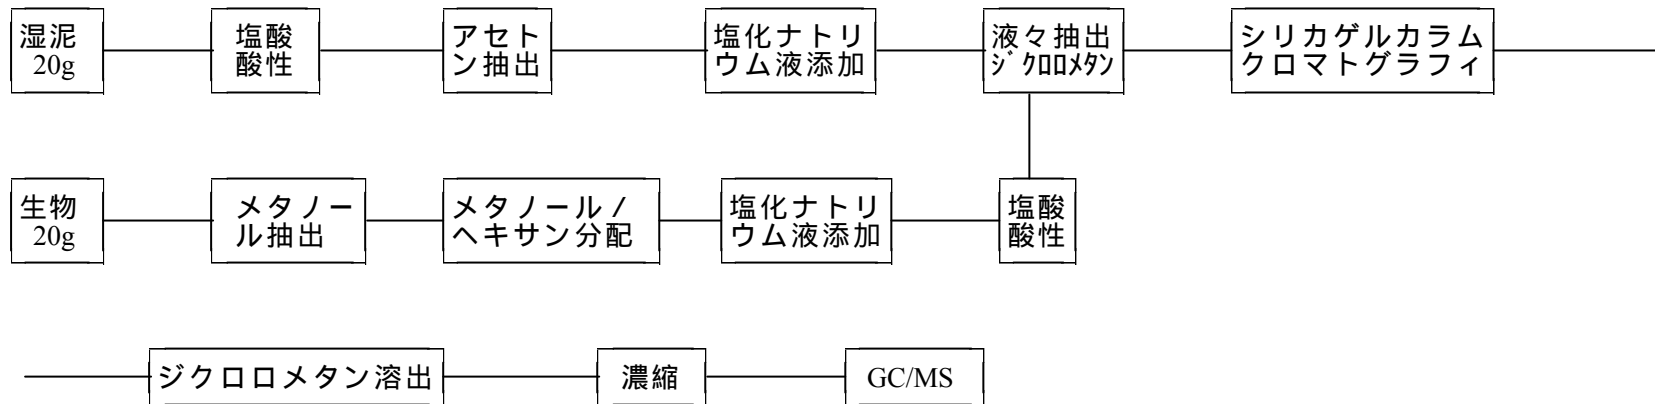 湿泥
20g
塩酸
酸性
アセト
ン抽出
塩化ナトリ
ウム液添加
液々抽出
ｼﾞｸﾛﾛﾒﾀﾝ
シリカゲルカラム
クロマトグラフィ
生物
20g
メタノー
ル抽出
メタノール/
ヘキサン分配
塩化ナトリ
ウム液添加
塩酸
酸性
ジクロロメタン溶出
濃縮
GC/MS